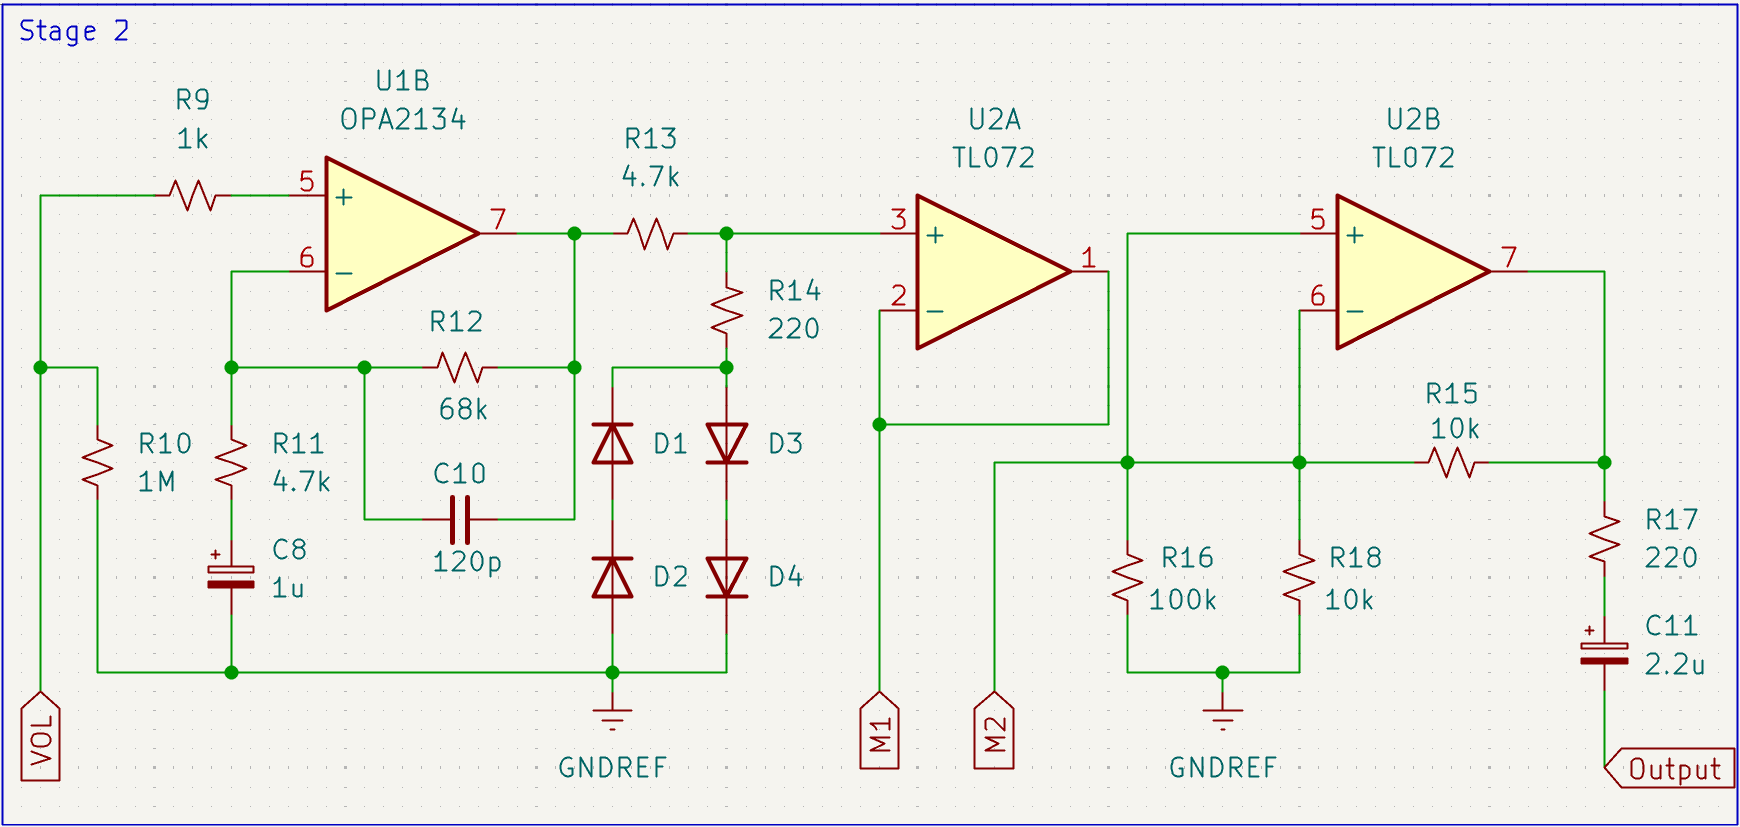 Stage 2
U1B
OPA2134
R9
1k
5
+
6
−
7
R13
4.7k
U2A
TL072
3
+
2
−
1
U2B
TL072
5
+
6
−
7
R12
68k
R14
220
R10
1M
R11
4.7k
C10
120p
D1
D3
R15
10k
+
C8
1u
D2
D4
R16
100k
R18
10k
R17
220
+
C11
2.2u
VOL
GNDREF
M1
M2
GNDREF
Output